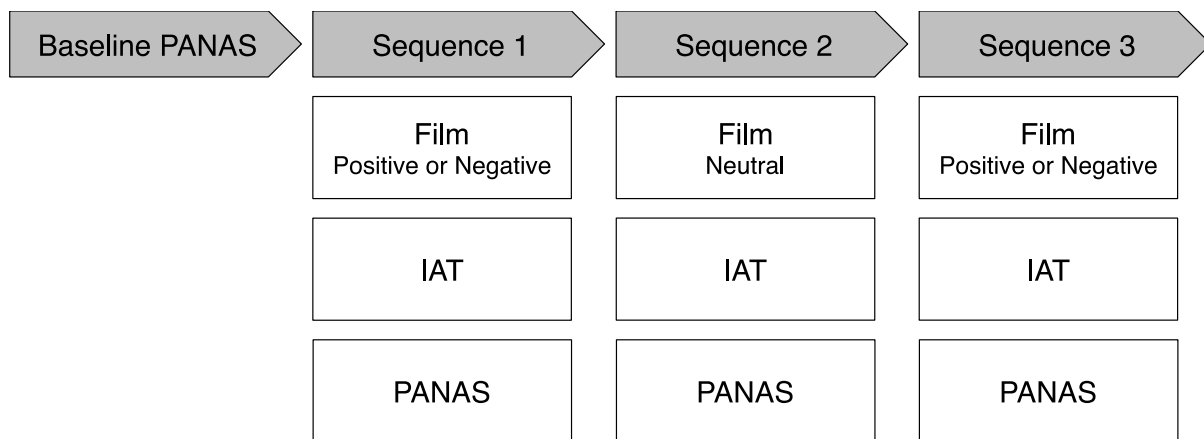 Baseline PANAS
Sequence 1
Sequence 2
Sequence 3
Film
Positive or Negative
Film
Neutral
Film
Positive or Negative
IAT
IAT
IAT
PANAS
PANAS
PANAS